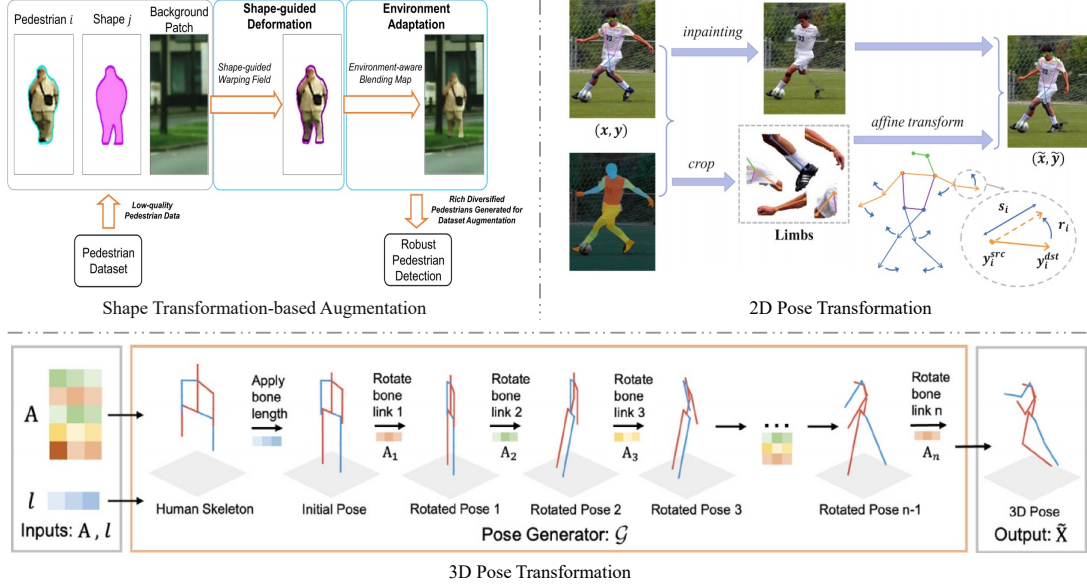 Pedestrian i
Shape j
Background
Patch
Shape-guided
Deformation
Environment
Adaptation
Shape-guided
Warping Field
Environment-aware
Blending Map
Low-quality
Pedestrian Data
Rich Diversified
Pedestrians Generated for
Dataset Augmentation
Pedestrian
Dataset
Robust
Pedestrian
Detection
Shape Transformation-based Augmentation
inpainting
(x, y)
crop
Limbs
affine transform
(x̃, ỹ)
s_i
r_i
y_i^src
y_i^dst
2D Pose Transformation
A
l
Inputs: A , l
Apply
bone
length
Rotate
bone
link 1
A_1
Rotate
bone
link 2
A_2
Rotate
bone
link 3
A_3
...
Rotate
bone
link n
A_n
Human Skeleton
Initial Pose
Rotated Pose 1
Rotated Pose 2
Rotated Pose 3
Rotated Pose n-1
Pose Generator: 𝒢
3D Pose
Output: X̃
3D Pose Transformation